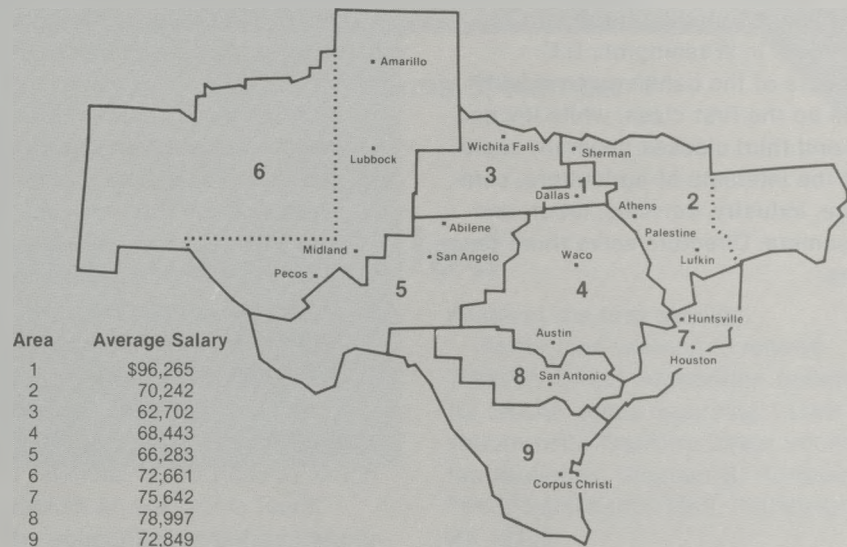 Amarillo
Wichita Falls
Sherman
Lubbock
6
3
1
2
Dallas
Athens
Abilene
Palestine
Midland
San Angelo
Waco
Lufkin
Pecos
5
4
Huntsville
Austin
7
Houston
8
San Antonio
9
Corpus Christi
Area Average Salary
1 $96,265
2 70,242
3 62,702
4 68,443
5 66,283
6 72;661
7 75,642
8 78,997
9 72,849